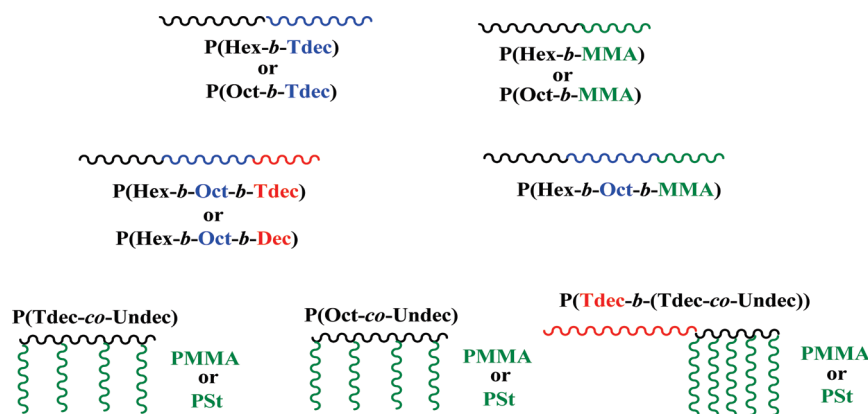 P(Hex-b-Tdec)
or
P(Oct-b-Tdec)
P(Hex-b-MMA)
or
P(Oct-b-MMA)
P(Hex-b-Oct-b-Tdec)
or
P(Hex-b-Oct-b-Dec)
P(Hex-b-Oct-b-MMA)
P(Tdec-co-Undec)
PMMA
or
PSt
P(Oct-co-Undec)
PMMA
or
PSt
P(Tdec-b-(Tdec-co-Undec))
PMMA
or
PSt